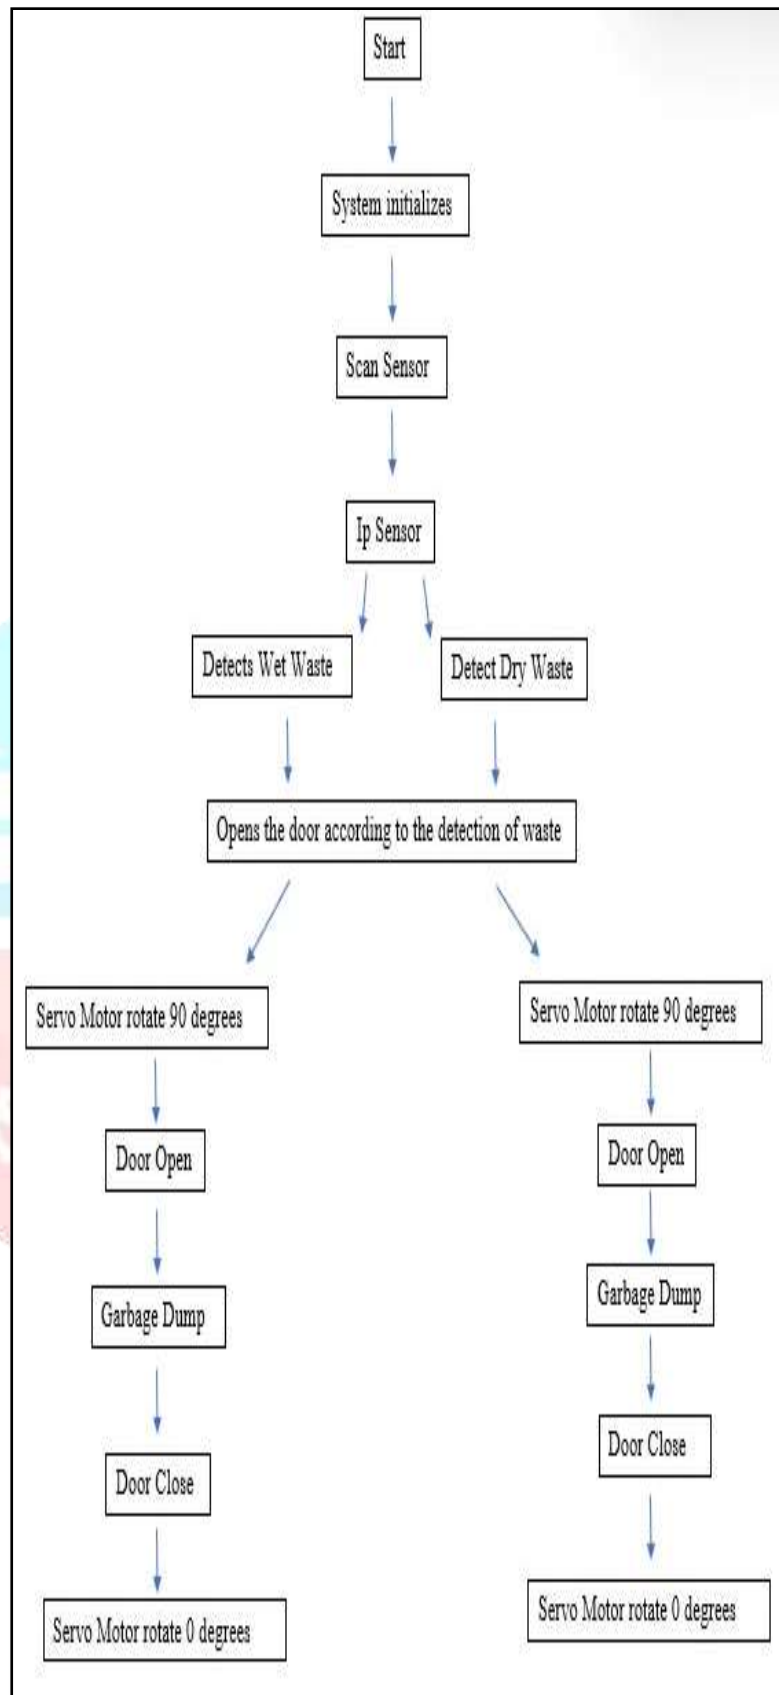 Start
System initializes
Scan Sensor
Ip Sensor
Detects Wet Waste
Detect Dry Waste
Opens the door according to the detection of waste
Servo Motor rotate 90 degrees
Servo Motor rotate 90 degrees
Door Open
Door Open
Garbage Dump
Garbage Dump
Door Close
Door Close
Servo Motor rotate 0 degrees
Servo Motor rotate 0 degrees